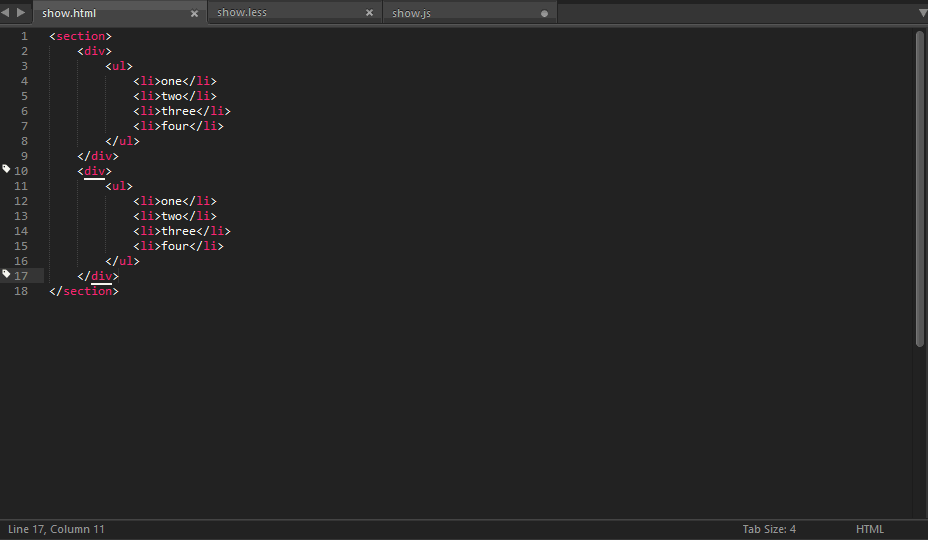 show.html
show.less
show.js
1 <section>
2 <div>
3 <ul>
4 <li>one</li>
5 <li>two</li>
6 <li>three</li>
7 <li>four</li>
8 </ul>
9 </div>
10 <div>
11 <ul>
12 <li>one</li>
13 <li>two</li>
14 <li>three</li>
15 <li>four</li>
16 </ul>
17 </div>
18 </section>
Line 17, Column 11
Tab Size: 4
HTML